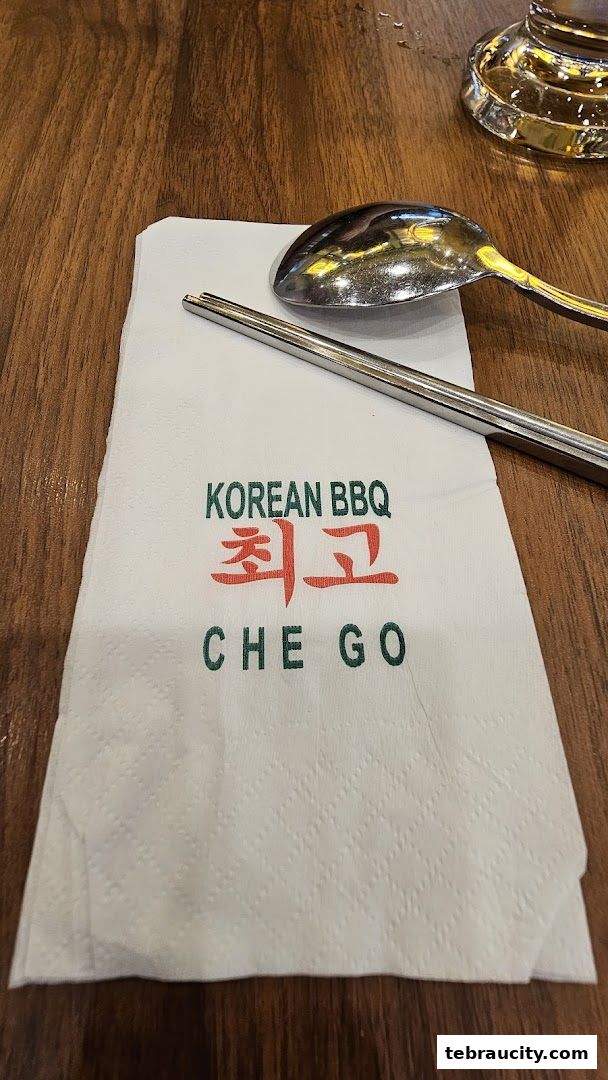 KOREAN BBQ
최고
CHE GO
tebraucity.com